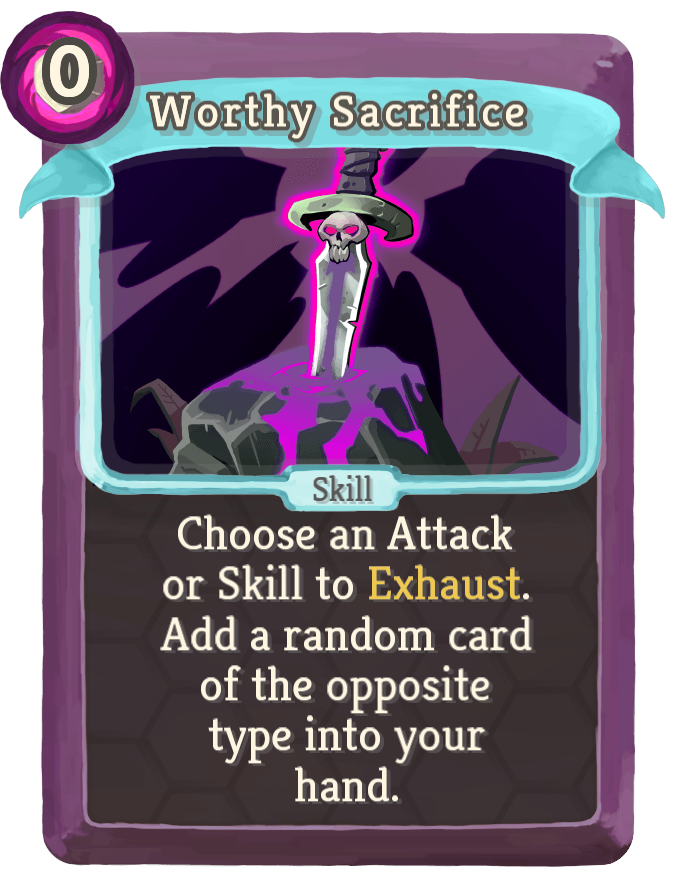 0
Worthy Sacrifice
Skill
Choose an Attack
or Skill to Exhaust.
Add a random card
of the opposite
type into your
hand.